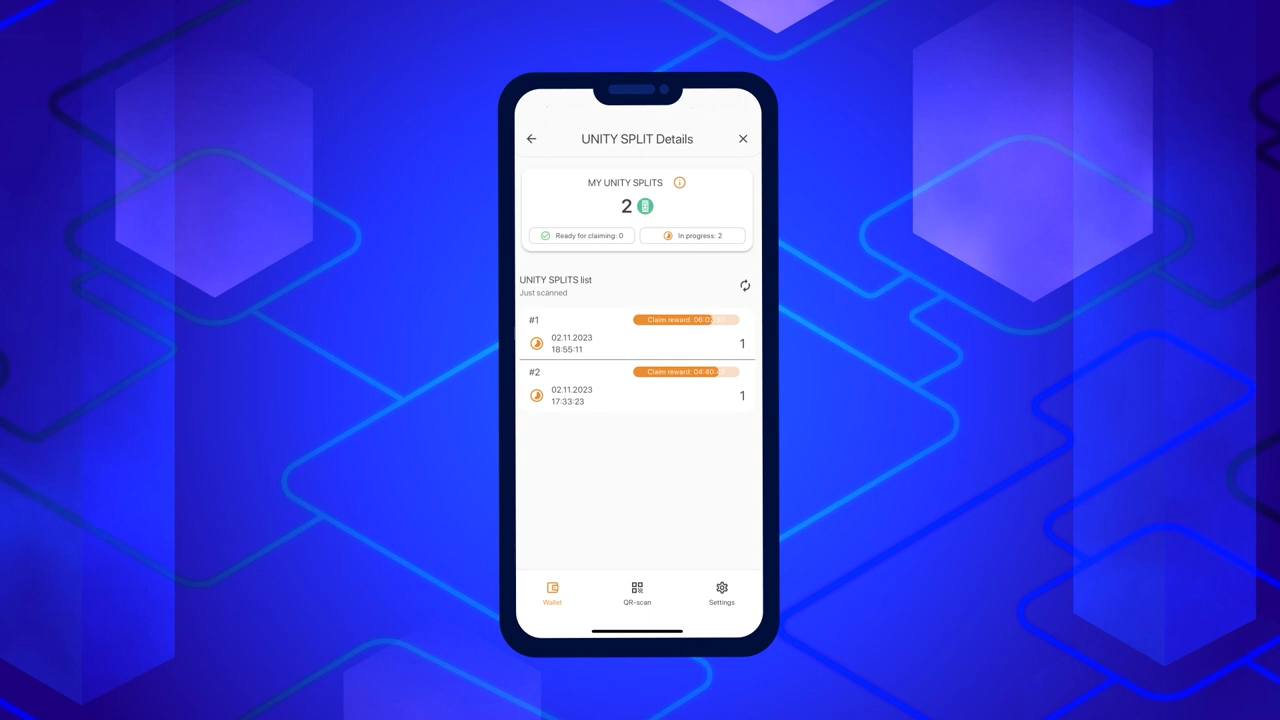 UNITY SPLIT Details
MY UNITY SPLITS
2
Ready for claiming: 0
In progress: 2
UNITY SPLITS list
Just scanned
#1
Claim reward:
02.11.2023
18:55:11
1
#2
Claim reward:
02.11.2023
17:33:23
1
Wallet
QR-scan
Settings